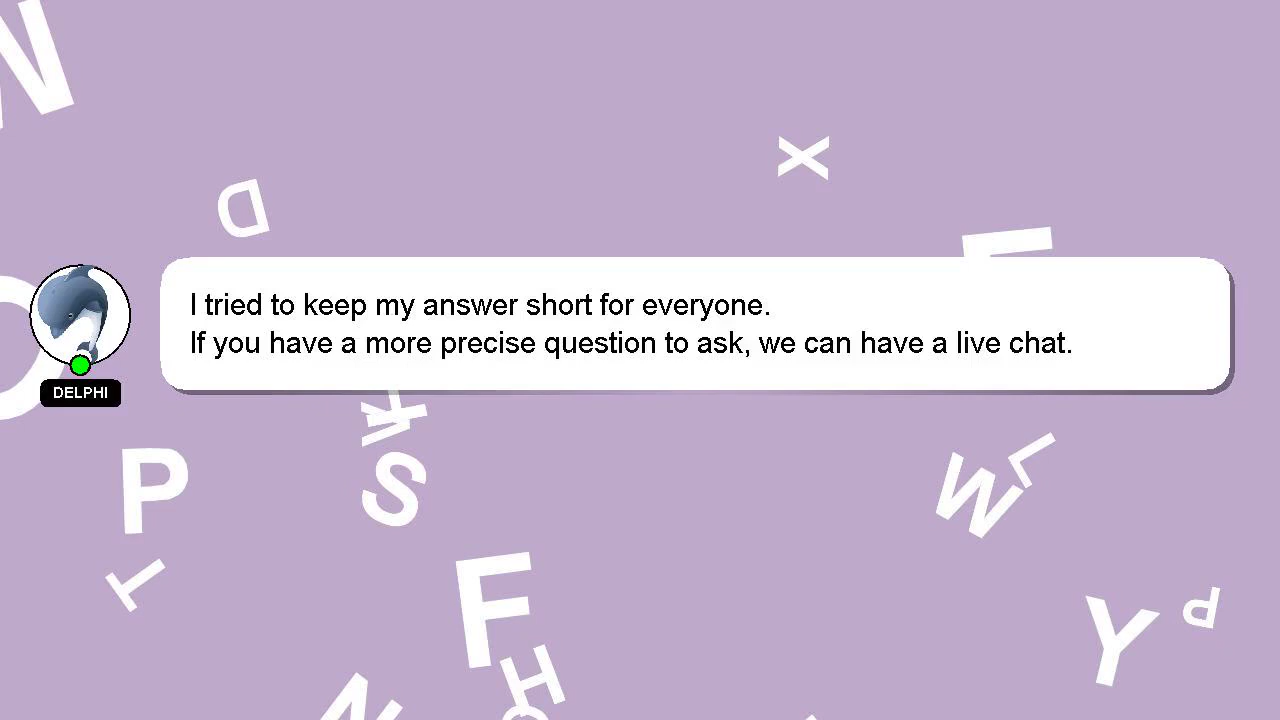 N
D
X
I tried to keep my answer short for everyone.
If you have a more precise question to ask, we can have a live chat.
DELPHI
P
S
W
L
T
F
Y
P
H
N